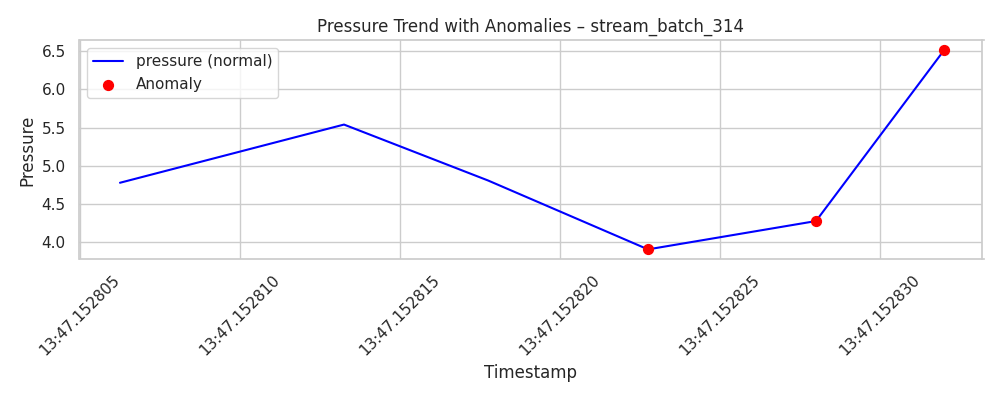 Pressure Trend with Anomalies – stream_batch_314
pressure (normal)
Anomaly
Pressure
6.5
6.0
5.5
5.0
4.5
4.0
13:47.152805
13:47.152810
13:47.152815
13:47.152820
13:47.152825
13:47.152830
Timestamp